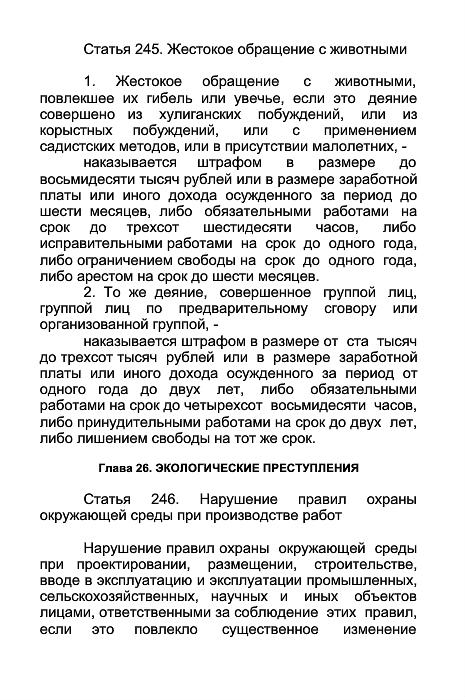 Статья 245. Жестокое обращение с животными
1. Жестокое обращение с животными,
повлекшее их гибель или увечье, если это деяние
совершено из хулиганских побуждений, или из
корыстных побуждений, или с применением
садистских методов, или в присутствии малолетних, -
наказывается штрафом в размере до
восьмидесяти тысяч рублей или в размере заработной
платы или иного дохода осужденного за период до
шести месяцев, либо обязательными работами на
срок до трехсот шестидесяти часов, либо
исправительными работами на срок до одного года,
либо ограничением свободы на срок до одного года,
либо арестом на срок до шести месяцев.
2. То же деяние, совершенное группой лиц,
группой лиц по предварительному сговору или
организованной группой, -
наказывается штрафом в размере от ста тысяч
до трехсот тысяч рублей или в размере заработной
платы или иного дохода осужденного за период от
одного года до двух лет, либо обязательными
работами на срок до четырехсот восьмидесяти часов,
либо принудительными работами на срок до двух лет,
либо лишением свободы на тот же срок.
Глава 26. ЭКОЛОГИЧЕСКИЕ ПРЕСТУПЛЕНИЯ
Статья 246. Нарушение правил охраны
окружающей среды при производстве работ
Нарушение правил охраны окружающей среды
при проектировании, размещении, строительстве,
вводе в эксплуатацию и эксплуатации промышленных,
сельскохозяйственных, научных и иных объектов
лицами, ответственными за соблюдение этих правил,
если это повлекло существенное изменение